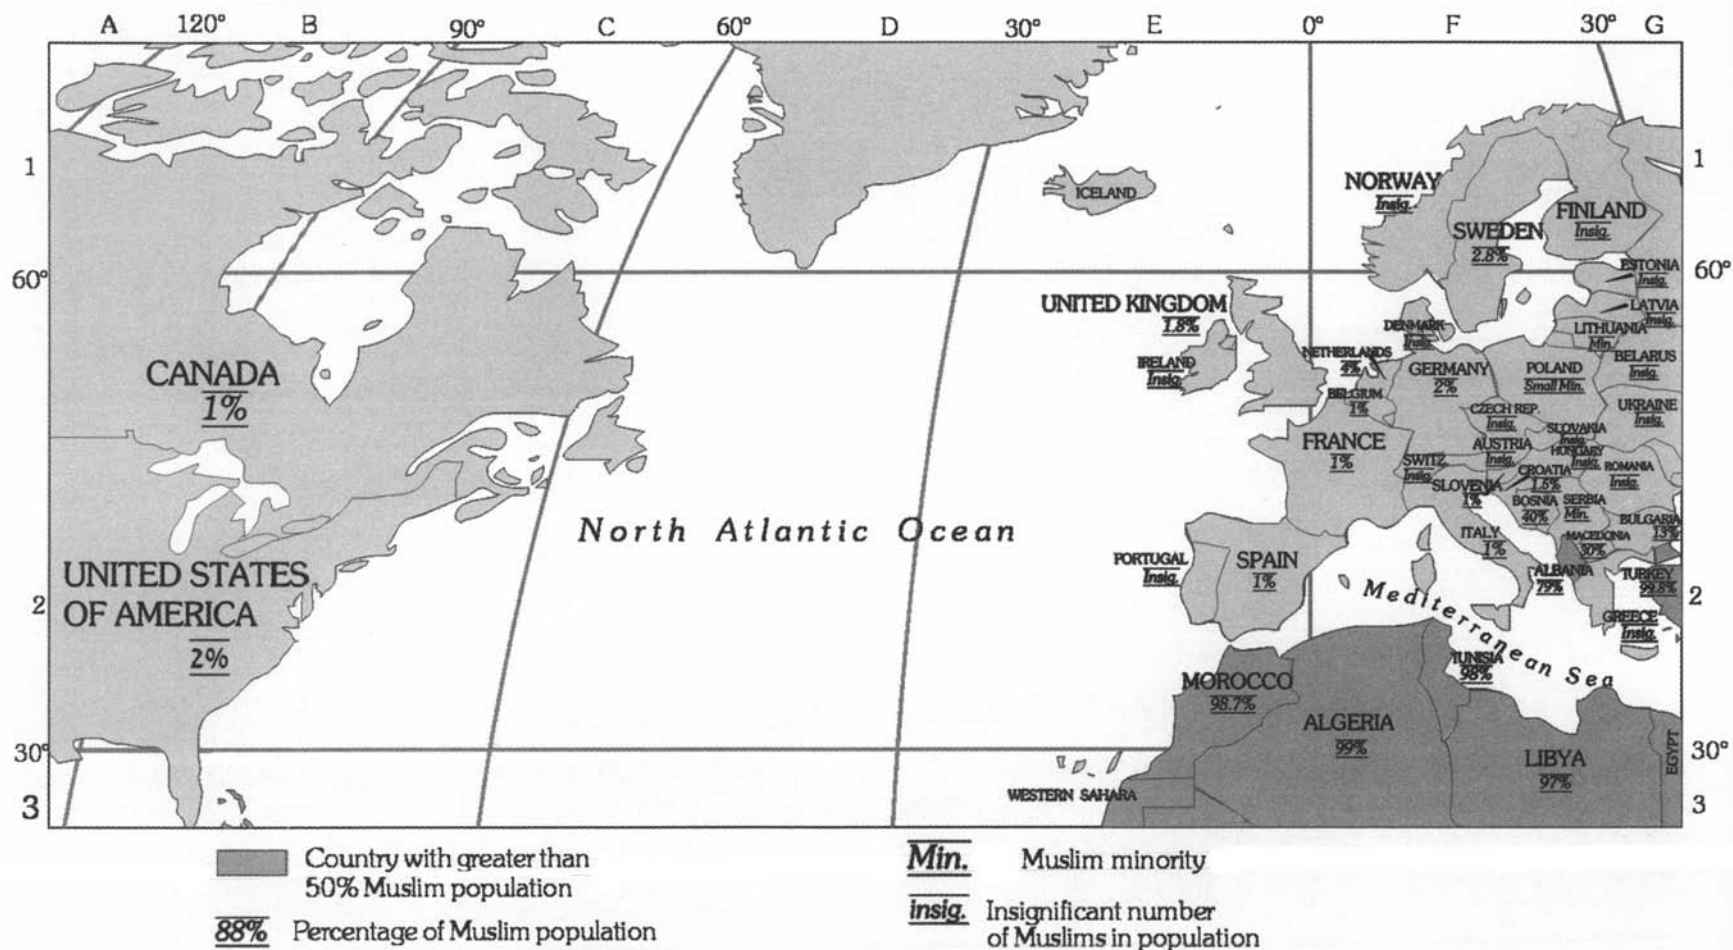 A 120° B 90° C 60° D 30° E 0° F 30° G
1
1
ICELAND
NORWAY
Insig.
FINLAND
Insig.
SWEDEN
2.8%
60°
60°
ESTONIA
Insig.
UNITED KINGDOM
1.8%
LATVIA
Insig.
DENMARK
Insig.
LITHUANIA
Min.
NETHERLANDS
4%
IRELAND
Insig.
BELARUS
Insig.
CANADA
1%
GERMANY
2%
POLAND
Small Min.
BELGIUM
1%
CZECH REP.
Insig.
UKRAINE
Insig.
SLOVAKIA
Insig.
FRANCE
1%
AUSTRIA
Insig.
HUNGARY
Insig.
SWITZ.
Insig.
CROATIA
1.5%
ROMANIA
Insig.
SLOVENIA
1%
BOSNIA
40%
SERBIA
Min.
North Atlantic Ocean
BULGARIA
13%
ITALY
1%
MACEDONIA
30%
PORTUGAL
Insig.
SPAIN
1%
ALBANIA
79%
TURKEY
99.8%
UNITED STATES
OF AMERICA
2%
2
2
Mediterranean Sea
GREECE
Insig.
TUNISIA
98%
MOROCCO
98.7%
ALGERIA
99%
LIBYA
97%
EGYPT
30°
30°
WESTERN SAHARA
3
3
Country with greater than
50% Muslim population
88% Percentage of Muslim population
Min. Muslim minority
insig. Insignificant number
of Muslims in population